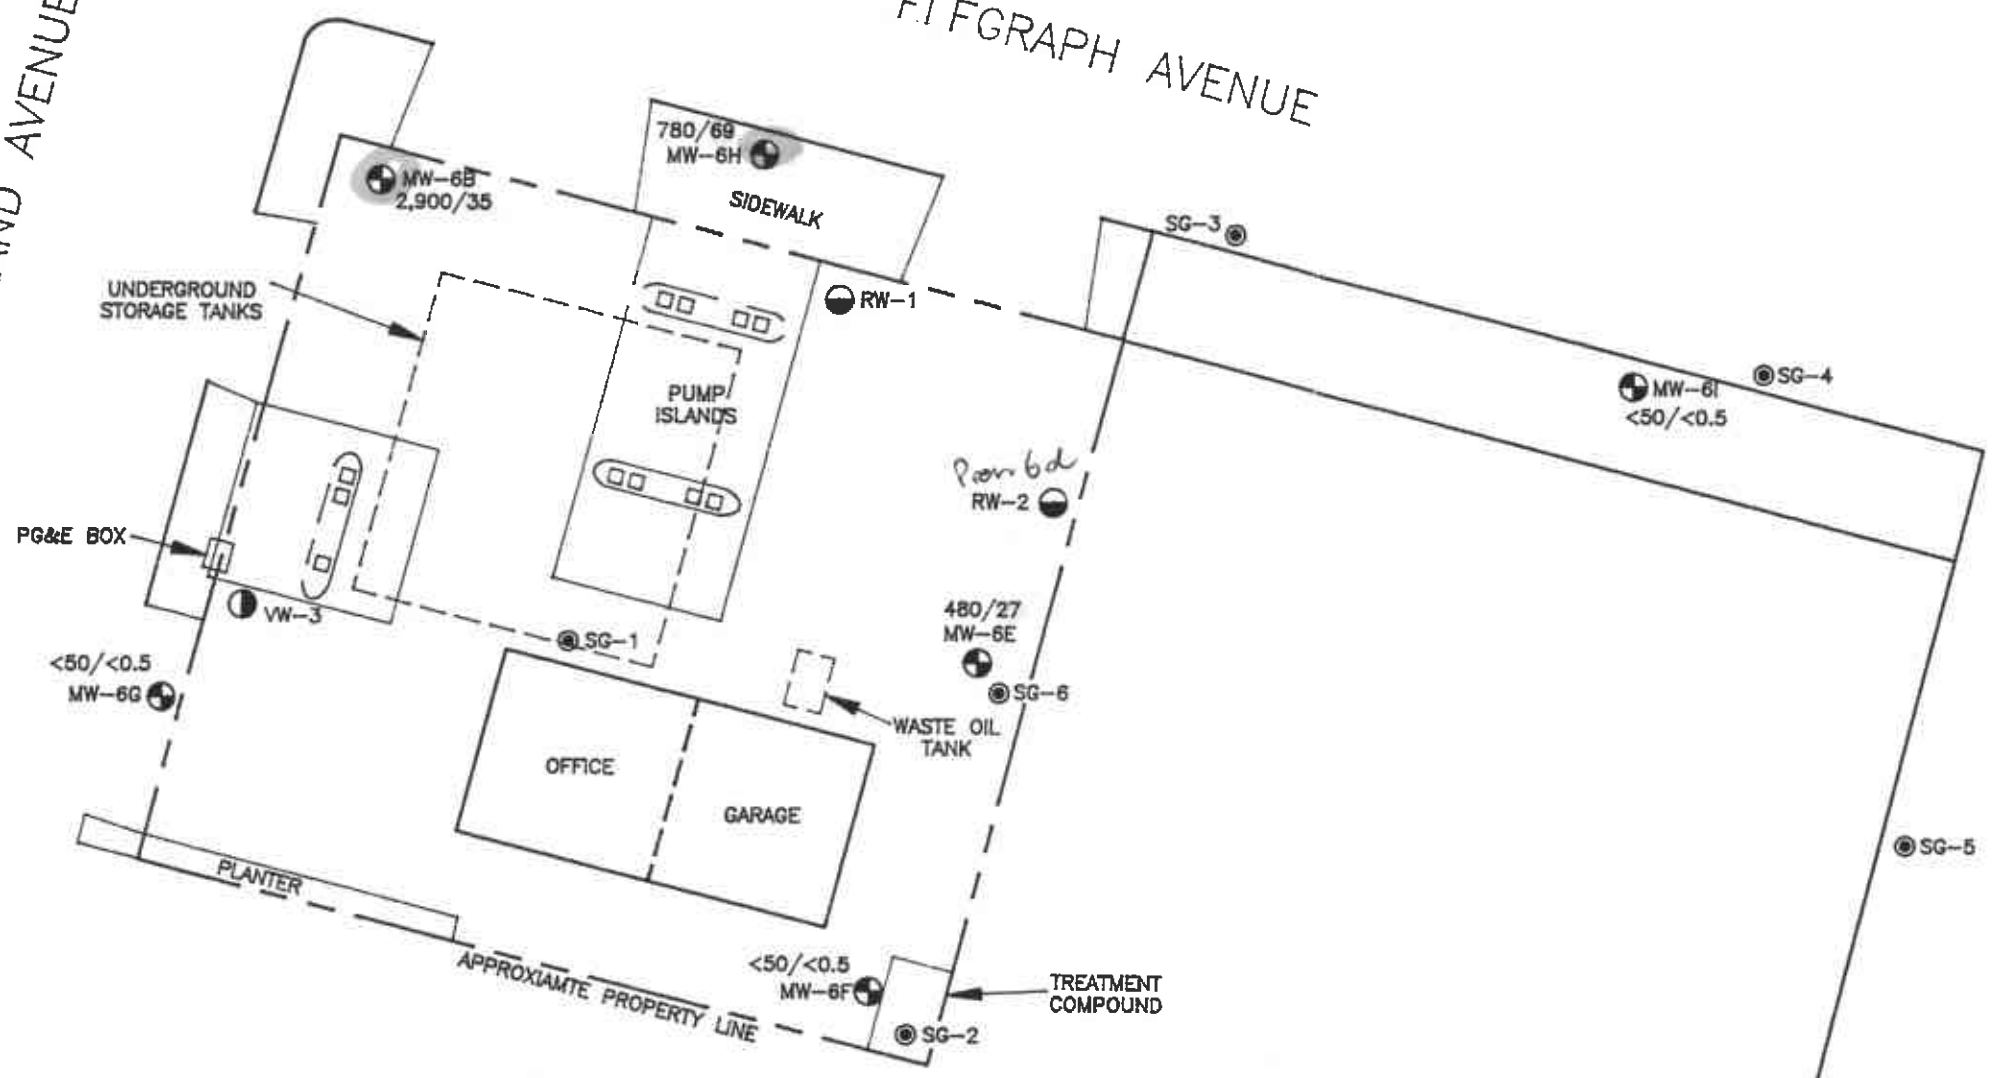 AND AVENUE
GRAPH AVENUE
780/69
MW-6H
MW-6B
2,900/35
SIDEWALK
SG-3
UNDERGROUND
STORAGE TANKS
RW-1
PUMP
ISLANDS
SG-4
MW-6I
<50/<0.5
RW-2
PG&E BOX
VW-3
480/27
MW-6E
SG-1
<50/<0.5
MW-6G
SG-6
WASTE OIL
TANK
OFFICE
GARAGE
SG-5
PLANTER
APPROXIAMTE PROPERTY LINE
<50/<0.5
MW-6F
TREATMENT
COMPOUND
SG-2